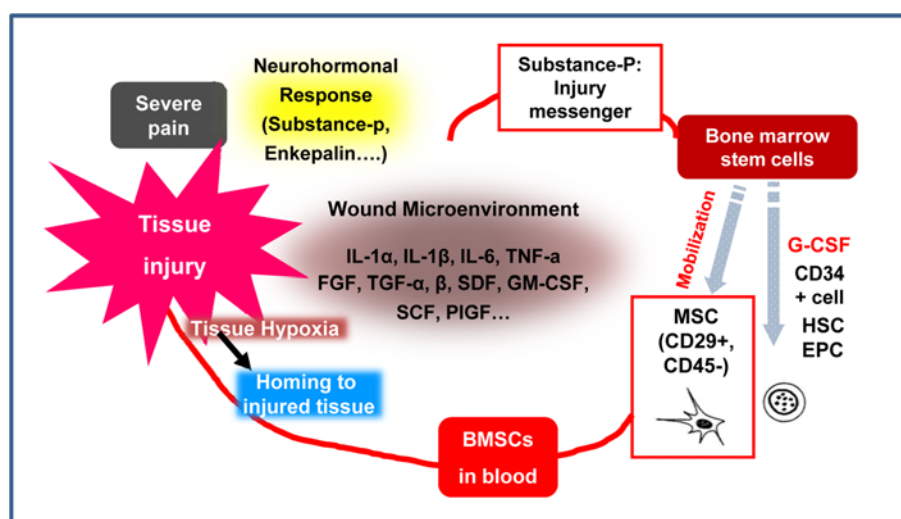 Severe
pain
Neurohormonal
Response
(Substance-p,
Enkepalin....)
Substance-P:
Injury
messenger
Bone marrow
stem cells
Tissue
injury
Wound Microenvironment
IL-1α, IL-1β, IL-6, TNF-a
FGF, TGF-α, β, SDF, GM-CSF,
SCF, PIGF...
Mobilization
G-CSF
CD34
+ cell
HSC
EPC
MSC
(CD29+,
CD45-)
Tissue Hypoxia
Homing to
injured tissue
BMSCs
in blood